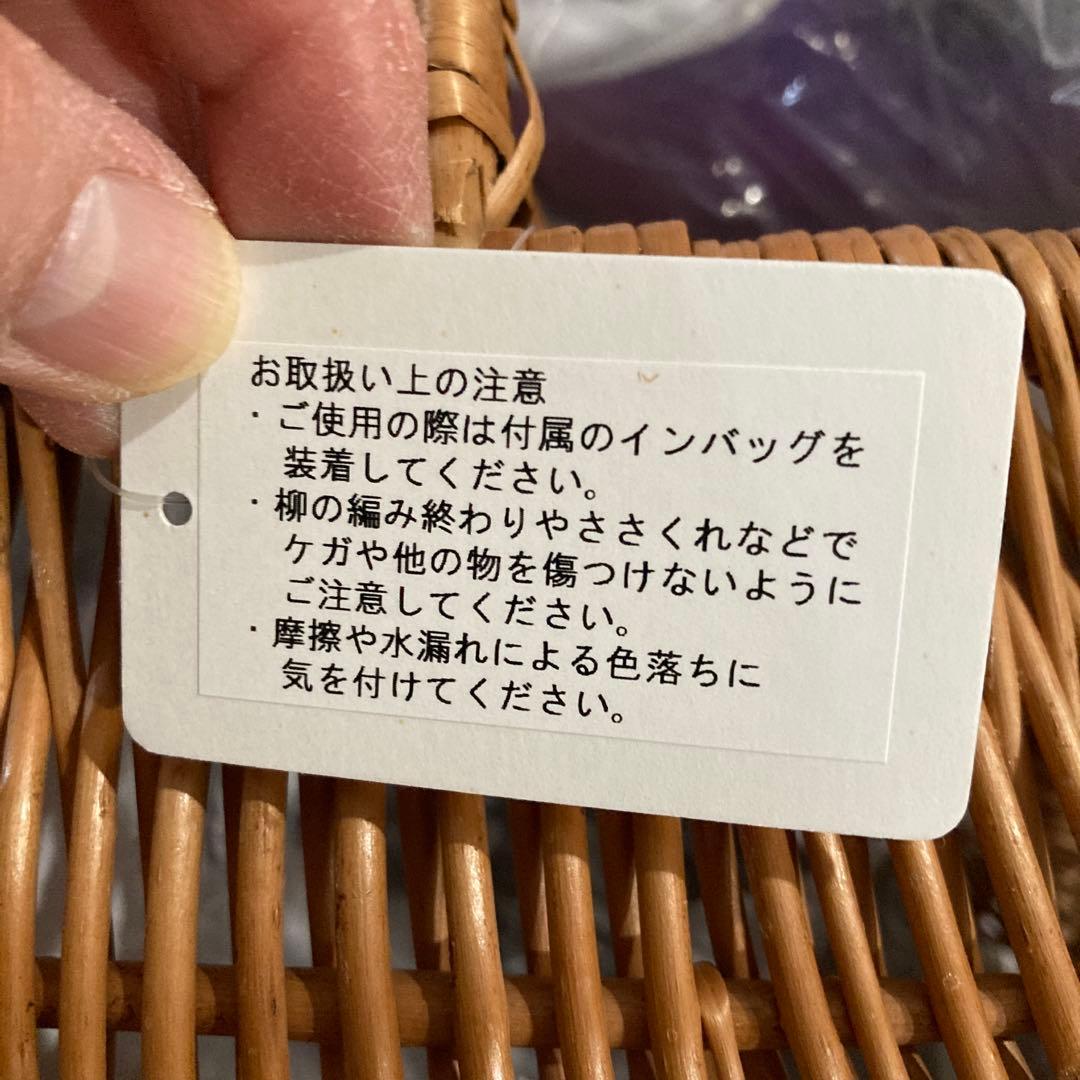 お取扱い上の注意
・ご使用の際は付属のインバッグを
装着してください。
・柳の編み終わりやささくれなどで
ケガや他の物を傷つけないように
ご注意してください。
・摩擦や水漏れによる色落ちに
気を付けてください。